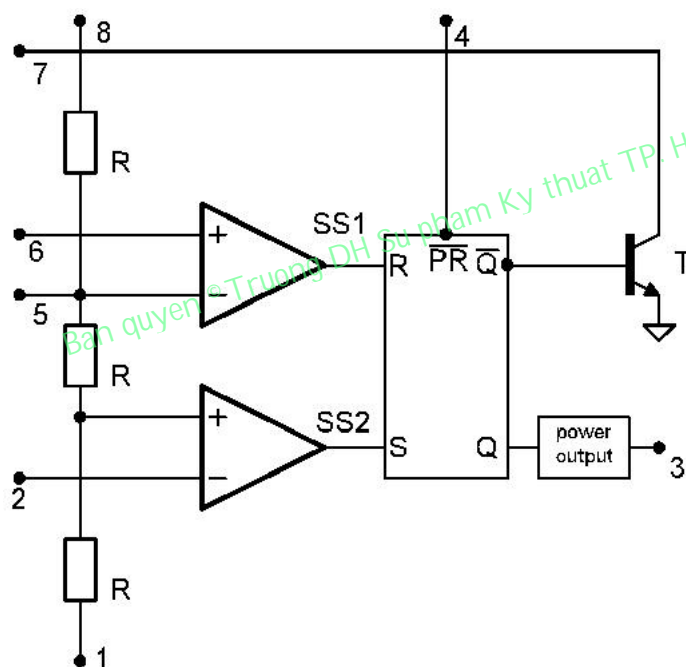 8
4
7
R
Ban quyen © Truong DH Su pham Ky thuat TP. H
6
+
SS1
R
PR
Q
T
5
−
R
+
SS2
power
output
S
Q
3
2
−
R
1